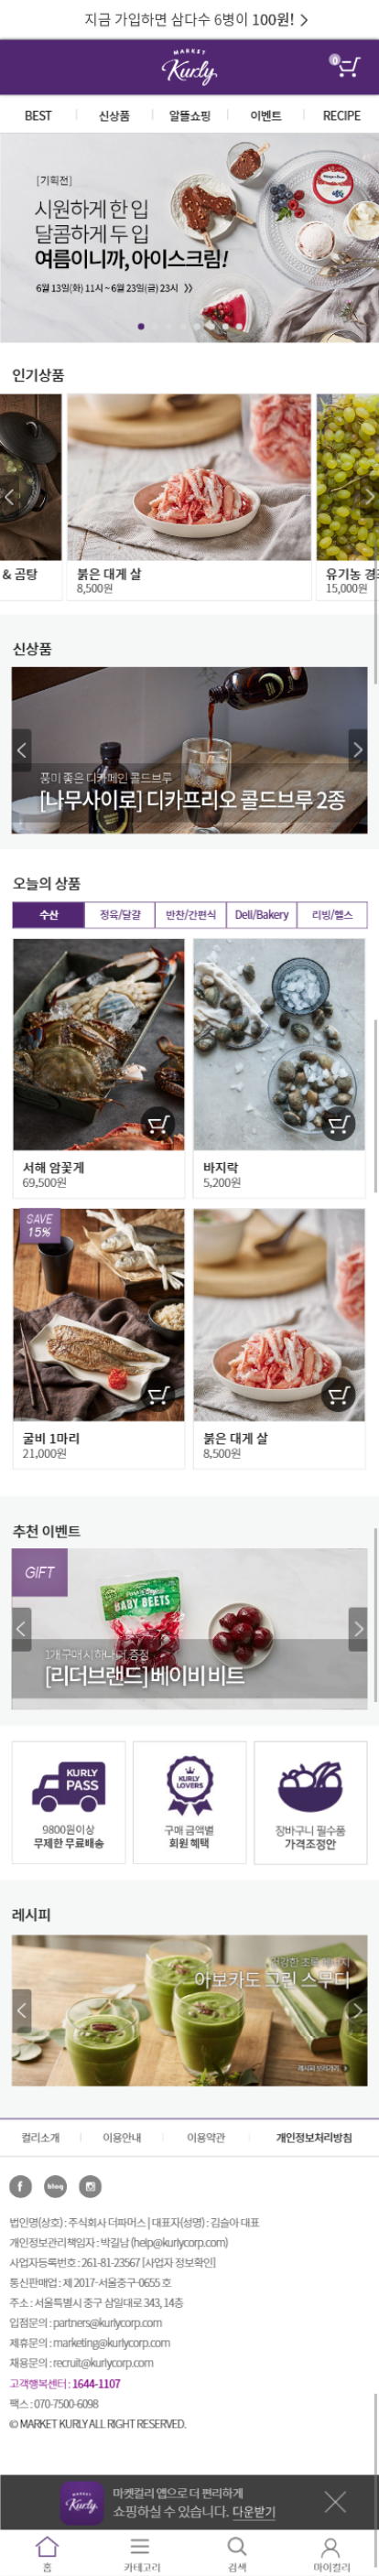 지금 가입하면 삼다수 6병이 100원!
MARKET
Kurly
0
BEST
신상품
알뜰쇼핑
이벤트
RECIPE
[기획전]
시원하게 한 입
달콤하게 두 입
여름이니까, 아이스크림!
6월 13일(화) 11시 ~ 6월 23일(금) 23시
인기상품
& 곰탕
붉은 대게 살
8,500원
유기농
15,000원
신상품
풍미 좋은 디카페인 콜드브루
[나무사이로] 디카프리오 콜드브루 2종
오늘의 상품
수산
정육/달걀
반찬/간편식
Deli/Bakery
리빙/헬스
서해 암꽃게
69,500원
바지락
5,200원
SAVE
15%
굴비 1마리
21,000원
붉은 대게 살
8,500원
추천 이벤트
GIFT
BABY BEETS
1개 구매 시 하나 더 증정
[리더브랜드] 베이비 비트
KURLY
PASS
9800원이상
무제한 무료배송
KURLY
LOVERS
구매 금액별
회원 혜택
장바구니 필수품
가격조정안
레시피
아보카도 그린 스무디
컬리소개
이용안내
이용약관
개인정보처리방침
f
blog
법인명(상호) : 주식회사 더파머스 | 대표자(성명) : 김슬아 대표
개인정보관리책임자 : 박길남 (help@kurlycorp.com)
사업자등록번호 : 261-81-23567 [사업자 정보확인]
통신판매업 : 제 2017-서울중구-0655 호
주소 : 서울특별시 중구 삼일대로 343, 14층
입점문의 : partners@kurlycorp.com
제휴문의 : marketing@kurlycorp.com
채용문의 : recruit@kurlycorp.com
고객행복센터 : 1644-1107
팩스 : 070-7500-6098
© MARKET KURLY ALL RIGHT RESERVED.
Kurly
마켓컬리 앱으로 더 편리하게
쇼핑하실 수 있습니다. 다운받기
홈
카테고리
검색
마이컬리